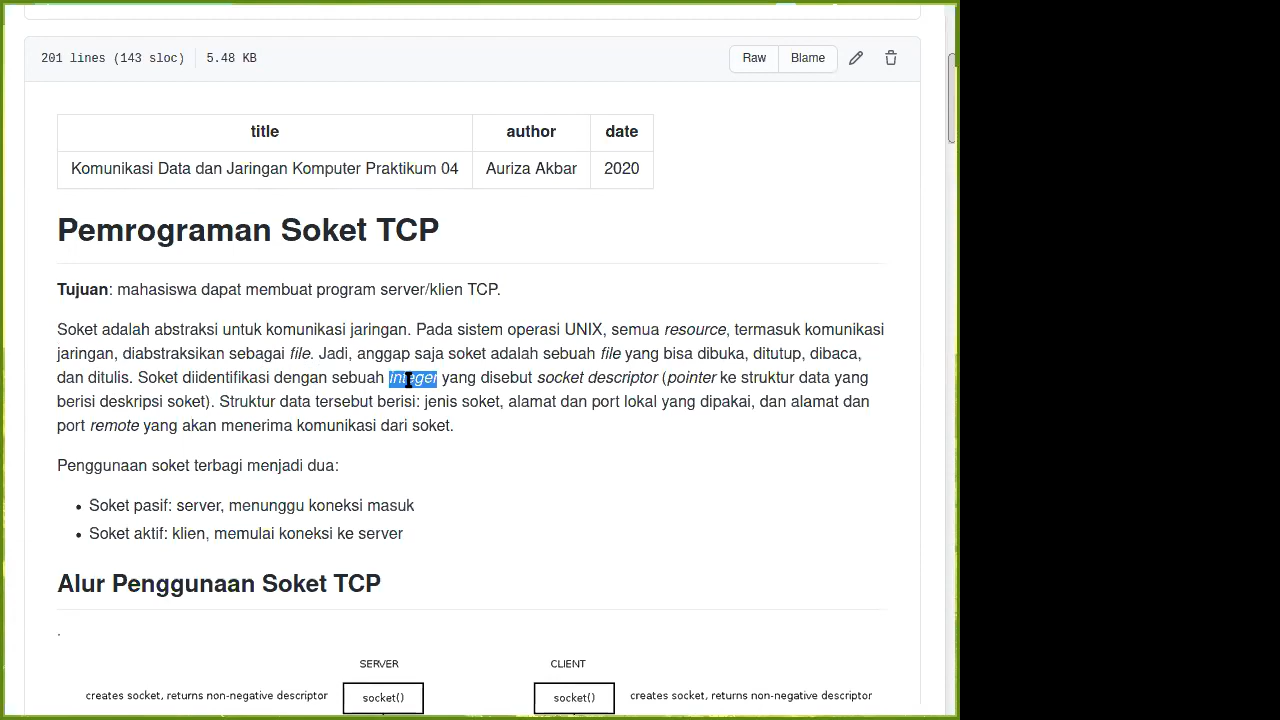 201 lines (143 sloc) 5.48 KB Raw Blame
title author date
Komunikasi Data dan Jaringan Komputer Praktikum 04 Auriza Akbar 2020
Pemrograman Soket TCP
Tujuan: mahasiswa dapat membuat program server/klien TCP.
Soket adalah abstraksi untuk komunikasi jaringan. Pada sistem operasi UNIX, semua resource, termasuk komunikasi
jaringan, diabstraksikan sebagai file. Jadi, anggap saja soket adalah sebuah file yang bisa dibuka, ditutup, dibaca,
dan ditulis. Soket diidentifikasi dengan sebuah integer yang disebut socket descriptor (pointer ke struktur data yang
berisi deskripsi soket). Struktur data tersebut berisi: jenis soket, alamat dan port lokal yang dipakai, dan alamat dan
port remote yang akan menerima komunikasi dari soket.
Penggunaan soket terbagi menjadi dua:
• Soket pasif: server, menunggu koneksi masuk
• Soket aktif: klien, memulai koneksi ke server
Alur Penggunaan Soket TCP
.
SERVER CLIENT
creates socket, returns non-negative descriptor socket() socket() creates socket, returns non-negative descriptor